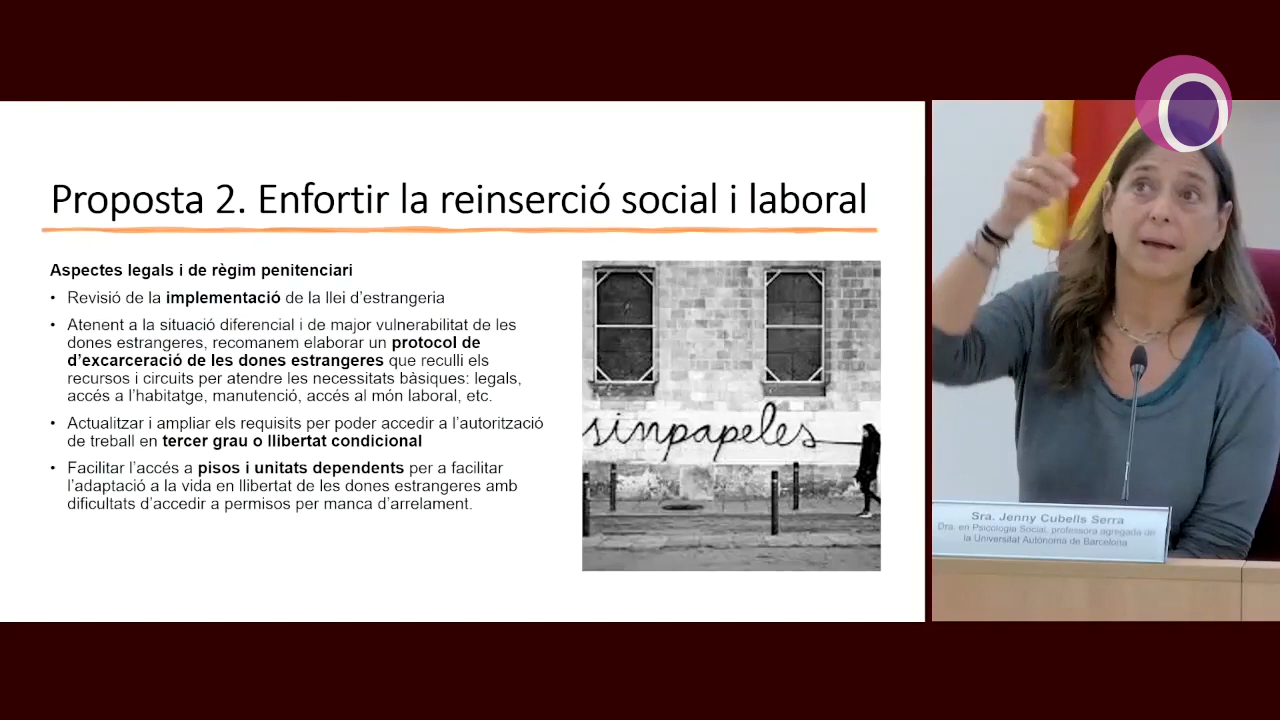 Proposta 2. Enfortir la reinserció social i laboral
Aspectes legals i de règim penitenciari
• Revisió de la implementació de la llei d’estrangeria
• Atenent a la situació diferencial i de major vulnerabilitat de les
dones estrangeres, recomanem elaborar un protocol de
d’excarceració de les dones estrangeres que reculli els
recursos i circuits per atendre les necessitats bàsiques: legals,
accés a l’habitatge, manutenció, accés al món laboral, etc.
• Actualitzar i ampliar els requisits per poder accedir a l’autorització
de treball en tercer grau o llibertat condicional
• Facilitar l’accés a pisos i unitats dependents per a facilitar
l’adaptació a la vida en llibertat de les dones estrangeres amb
dificultats d’accedir a permisos per manca d’arrelament.
sinpapeles
Sra. Jenny Cubells Serra
Dra. en Psicologia Social, professora agregada de
la Universitat Autònoma de Barcelona